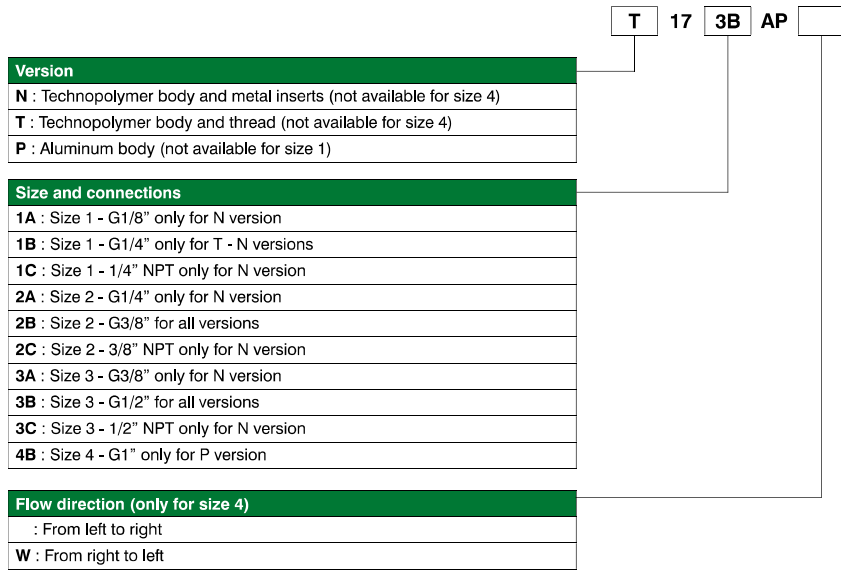 T 17 3B AP
Version
N : Technopolymer body and metal inserts (not available for size 4)
T : Technopolymer body and thread (not available for size 4)
P : Aluminum body (not available for size 1)
Size and connections
1A : Size 1 - G1/8” only for N version
1B : Size 1 - G1/4” only for T - N versions
1C : Size 1 - 1/4” NPT only for N version
2A : Size 2 - G1/4” only for N version
2B : Size 2 - G3/8” for all versions
2C : Size 2 - 3/8” NPT only for N version
3A : Size 3 - G3/8” only for N version
3B : Size 3 - G1/2” for all versions
3C : Size 3 - 1/2” NPT only for N version
4B : Size 4 - G1” only for P version
Flow direction (only for size 4)
: From left to right
W : From right to left